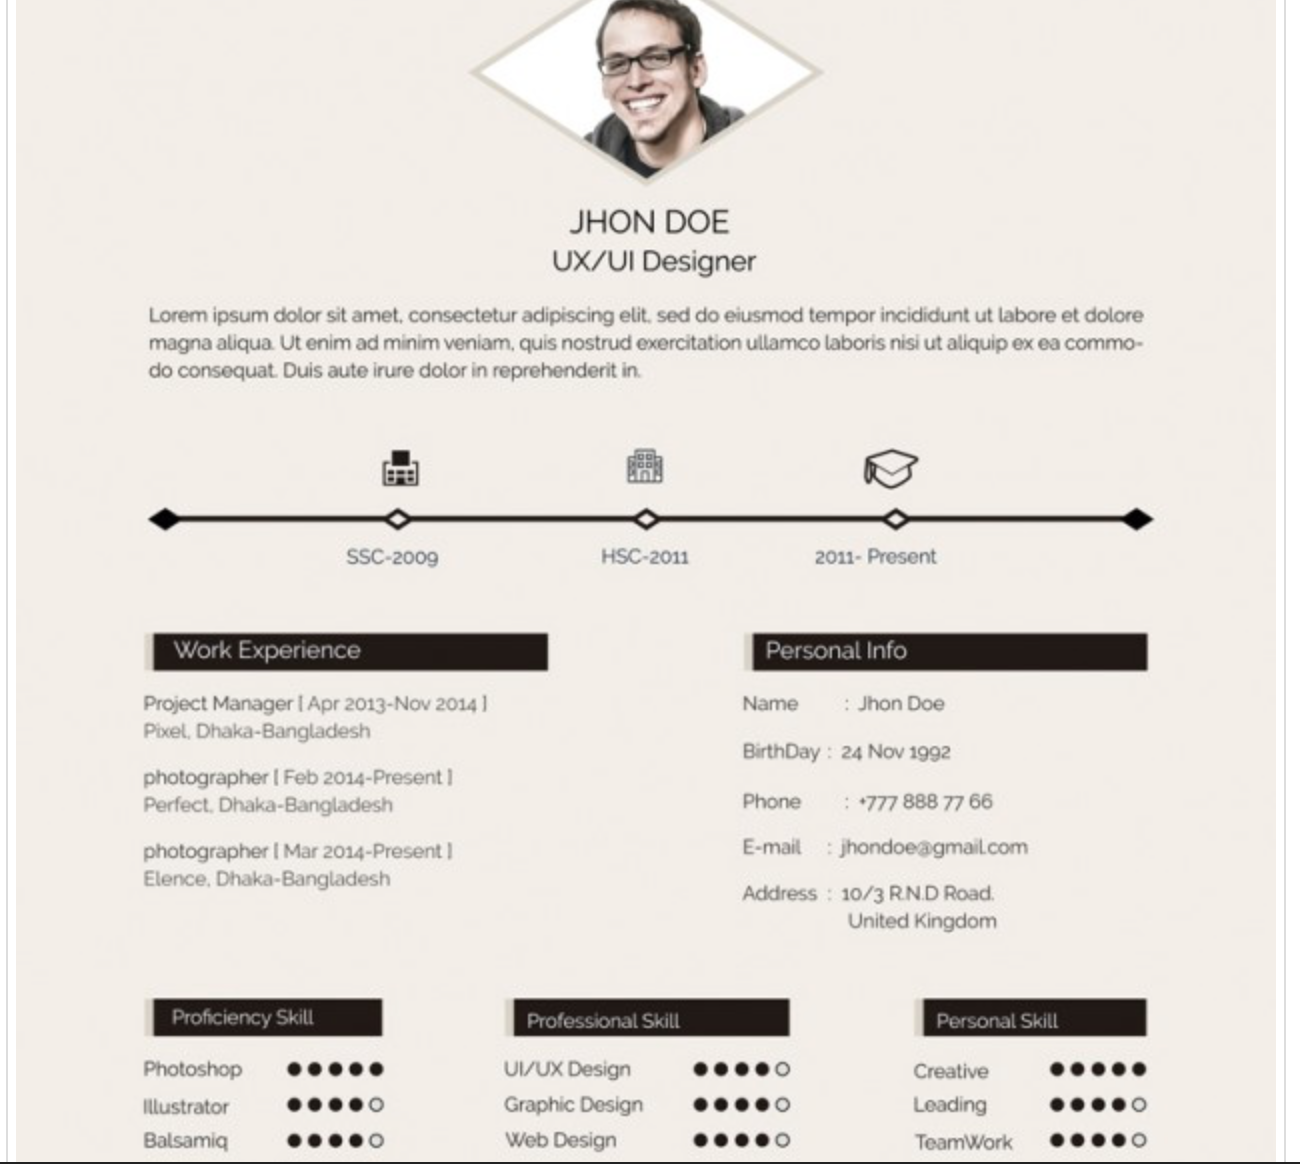 JHON DOE
UX/UI Designer
Lorem ipsum dolor sit amet, consectetur adipiscing elit, sed do eiusmod tempor incididunt ut labore et dolore
magna aliqua. Ut enim ad minim veniam, quis nostrud exercitation ullamco laboris nisi ut aliquip ex ea commo-
do consequat. Duis aute irure dolor in reprehenderit in.
SSC-2009
HSC-2011
2011- Present
Work Experience
Project Manager [ Apr 2013-Nov 2014 ]
Pixel, Dhaka-Bangladesh
photographer [ Feb 2014-Present ]
Perfect, Dhaka-Bangladesh
photographer [ Mar 2014-Present ]
Elence, Dhaka-Bangladesh
Personal Info
Name : Jhon Doe
BirthDay : 24 Nov 1992
Phone : +777 888 77 66
E-mail : jhondoe@gmail.com
Address : 10/3 R.N.D Road.
United Kingdom
Proficiency Skill
Photoshop
Illustrator
Balsamiq
Professional Skill
UI/UX Design
Graphic Design
Web Design
Personal Skill
Creative
Leading
TeamWork